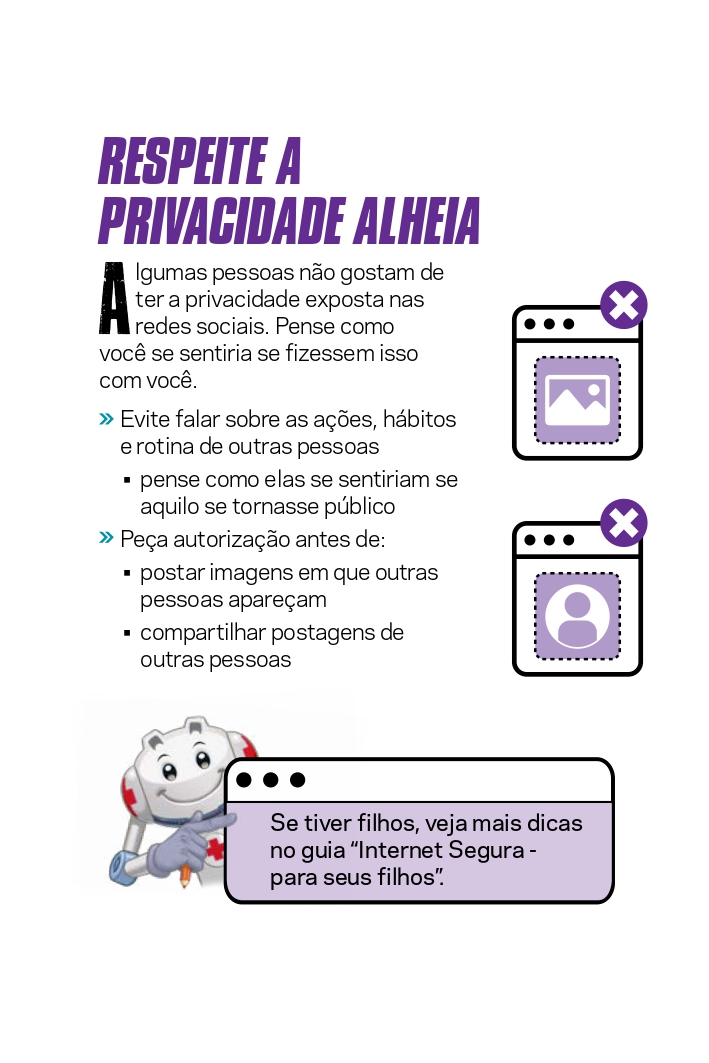 RESPEITE A
PRIVACIDADE ALHEIA
Algumas pessoas não gostam de
ter a privacidade exposta nas
redes sociais. Pense como
você se sentiria se fizessem isso
com você.
» Evite falar sobre as ações, hábitos
e rotina de outras pessoas
▪ pense como elas se sentiriam se
aquilo se tornasse público
» Peça autorização antes de:
▪ postar imagens em que outras
pessoas apareçam
▪ compartilhar postagens de
outras pessoas
Se tiver filhos, veja mais dicas
no guia “Internet Segura -
para seus filhos”.